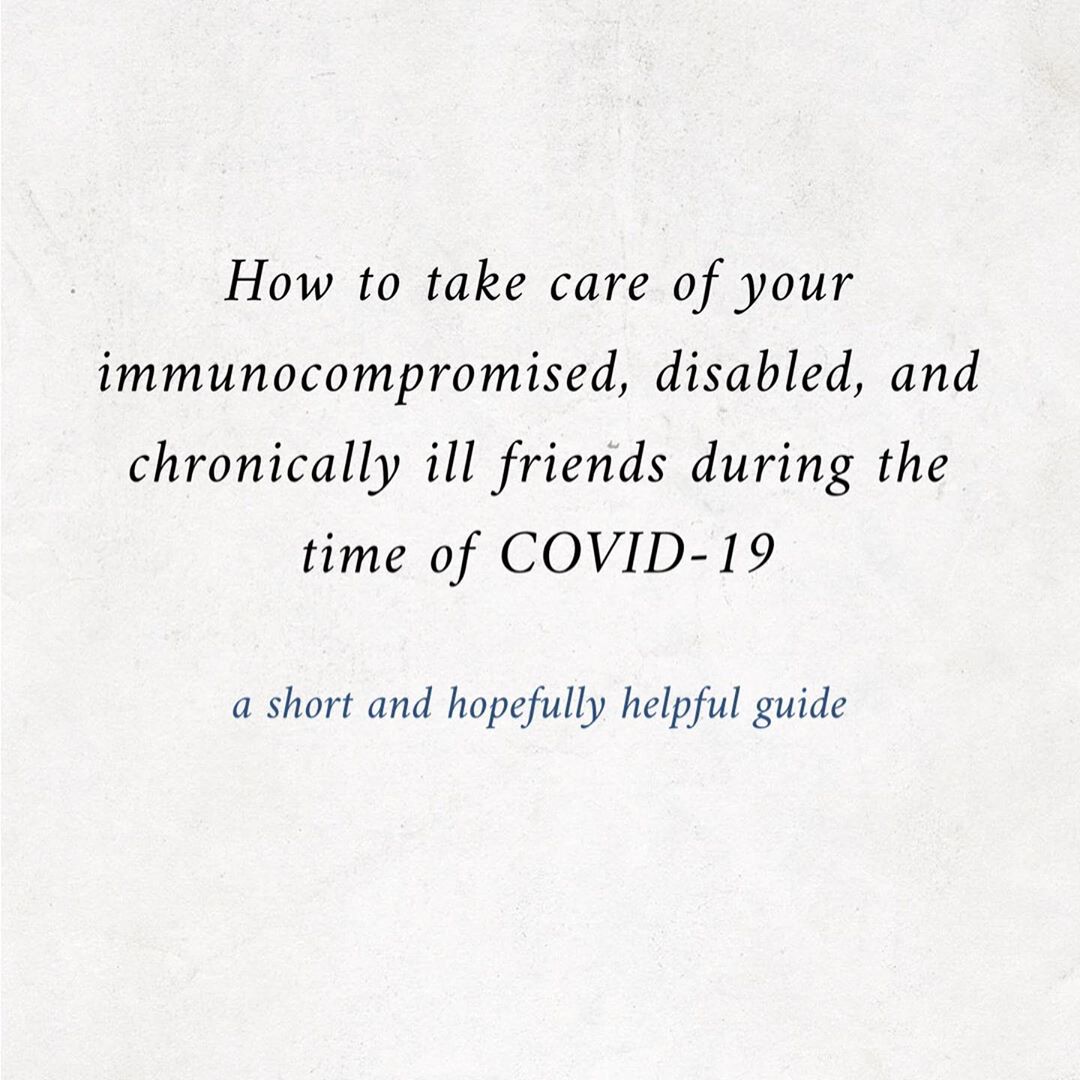 How to take care of your
immunocompromised, disabled, and
chronically ill friends during the
time of COVID-19
a short and hopefully helpful guide